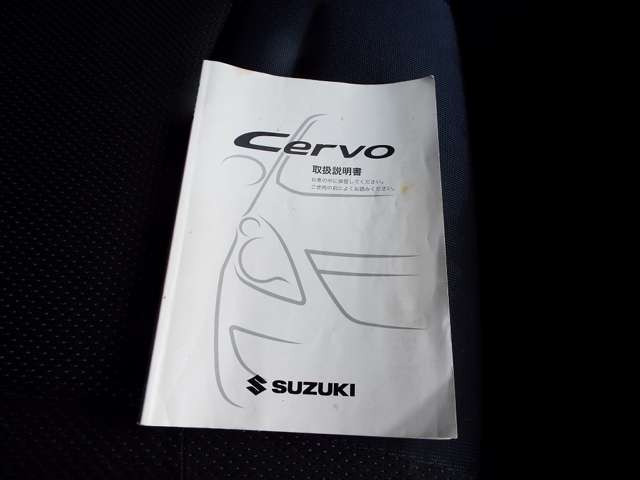 Cervo
取扱説明書
お車の中に保管してください。
ご使用の前によくお読みください。
SUZUKI